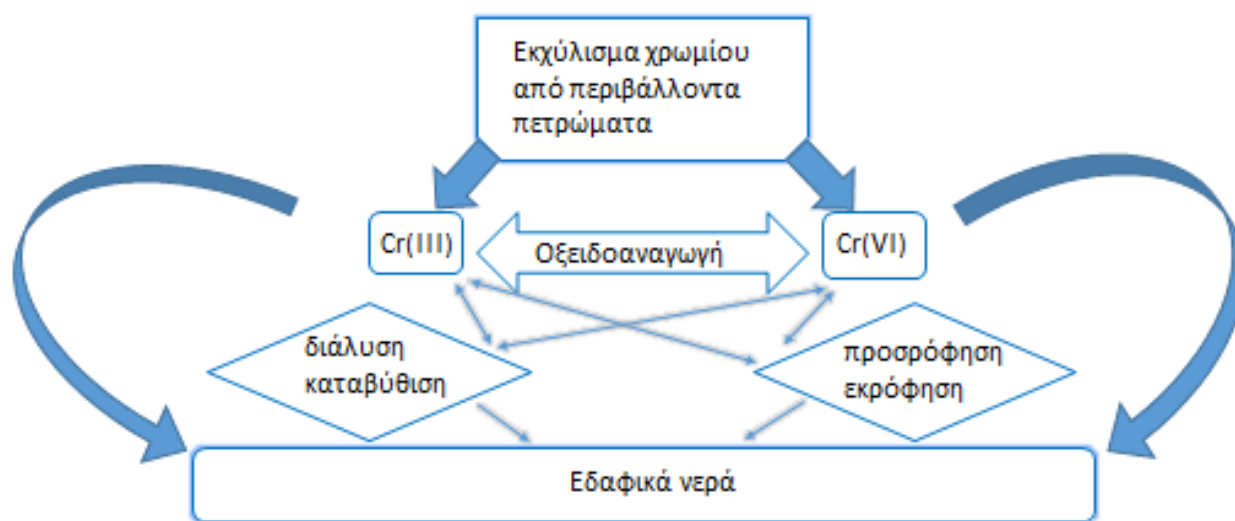 Εκχύλισμα χρωμίου
από περιβάλλοντα
πετρώματα
Cr(III)
Οξειδοαναγωγή
Cr(VI)
διάλυση
καταβύθιση
προσρόφηση
εκρόφηση
Εδαφικά νερά